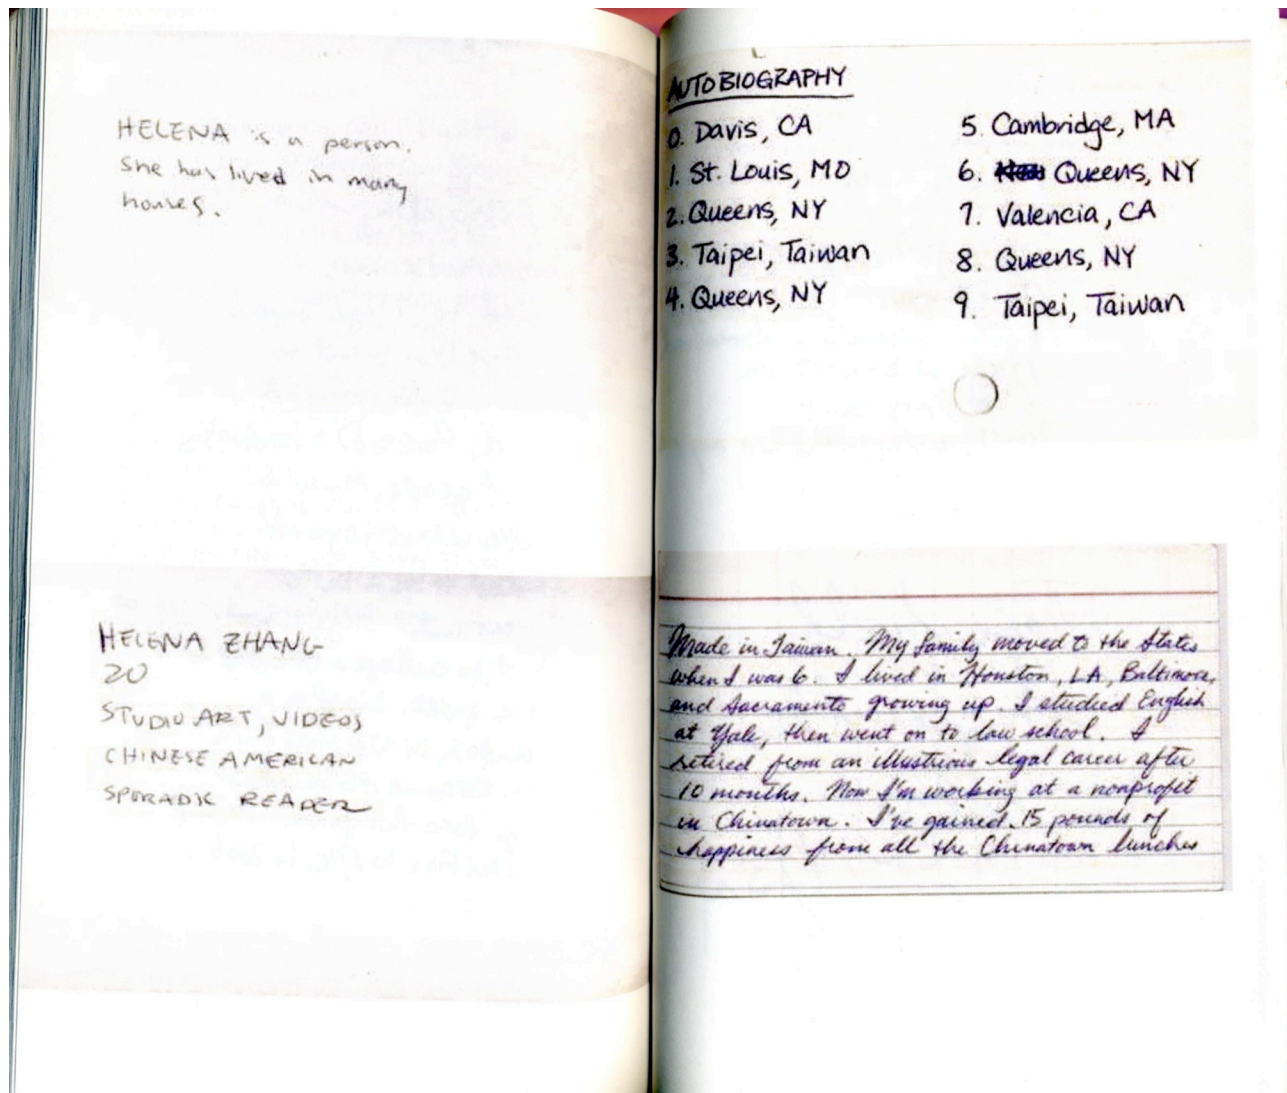 HELENA is a person.
She has lived in many
houses.
HELENA ZHANG
20
STUDIO ART, VIDEOS
CHINESE AMERICAN
SPORADIC READER
AUTOBIOGRAPHY
0. Davis, CA
1. St. Louis, MO
2. Queens, NY
3. Taipei, Taiwan
4. Queens, NY
5. Cambridge, MA
6. Queens, NY
7. Valencia, CA
8. Queens, NY
9. Taipei, Taiwan
Made in Taiwan. My family moved to the States
when I was 6. I lived in Houston, LA, Baltimore,
and Sacramento growing up. I studied English
at Yale, then went on to law school. I
retired from an illustrious legal career after
10 months. Now I'm working at a nonprofit
in Chinatown. I've gained 15 pounds of
happiness from all the Chinatown lunches